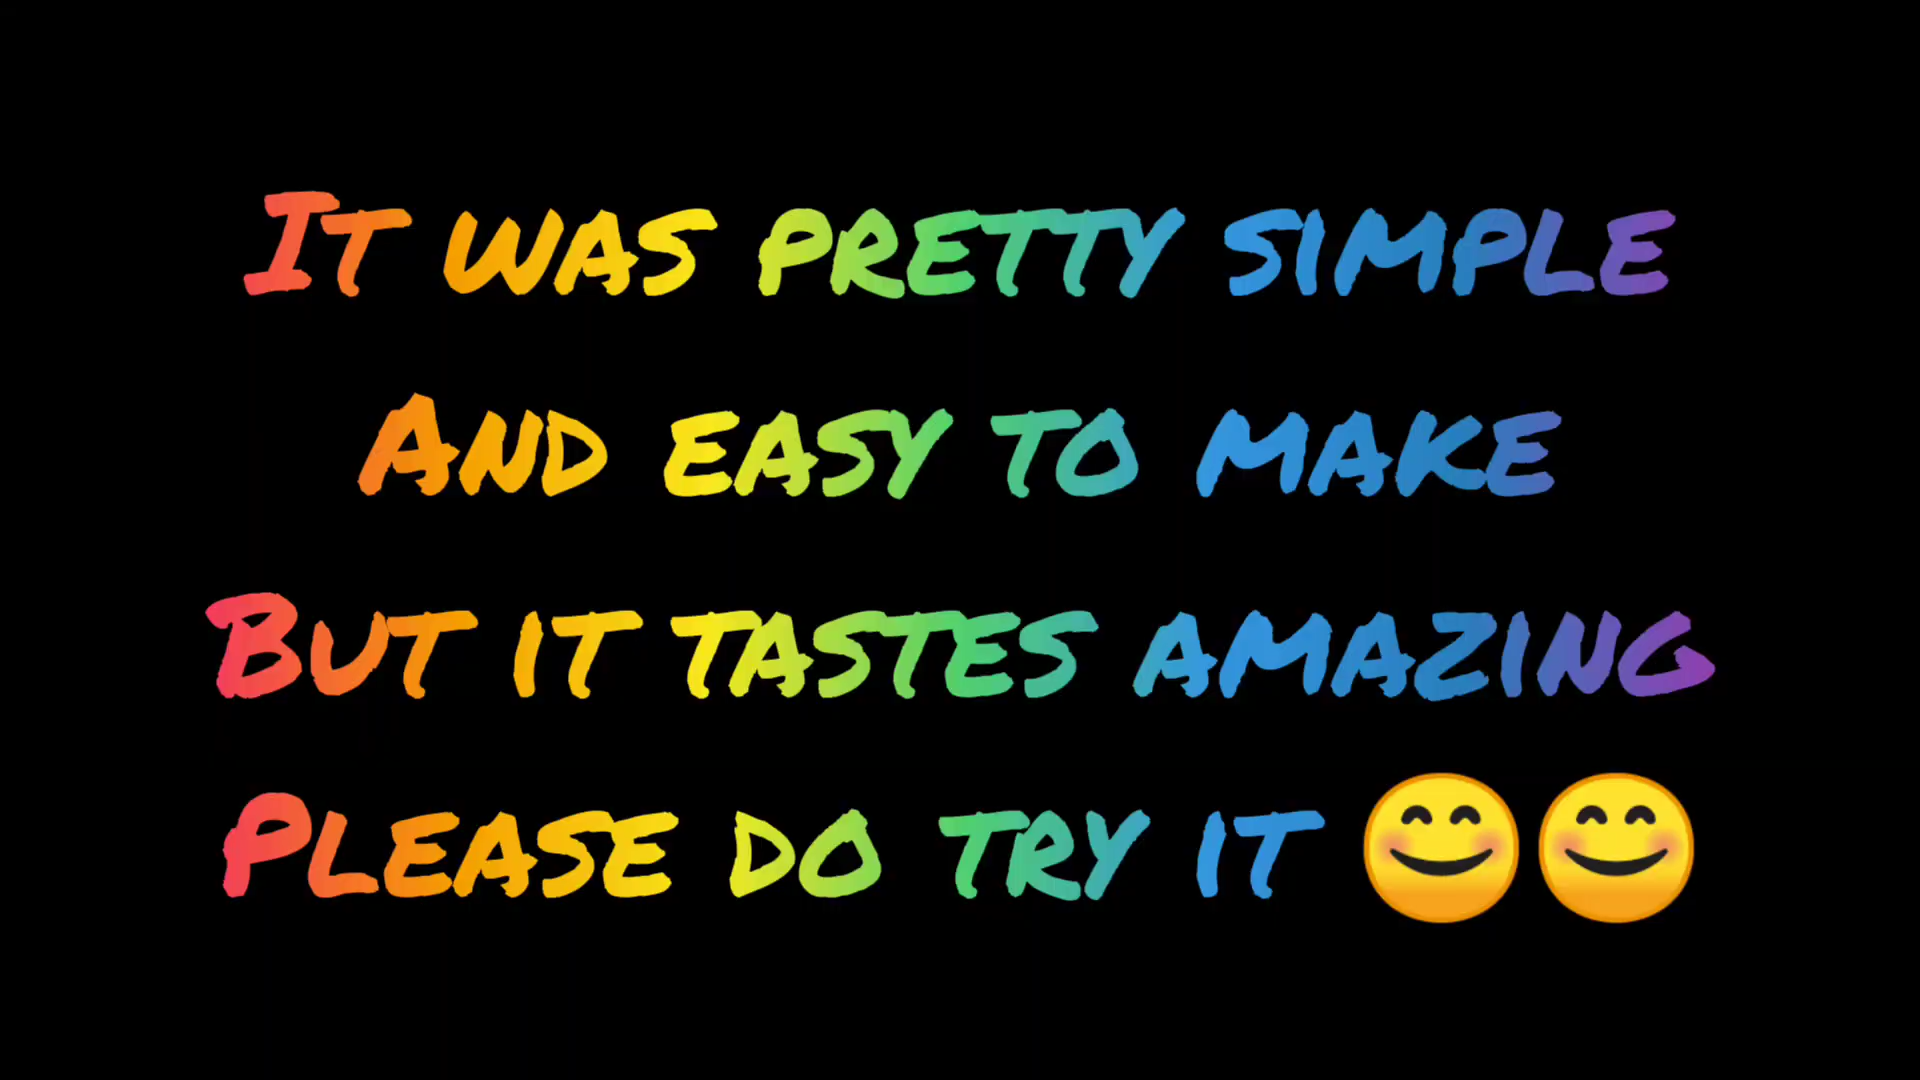 It was pretty simple
And easy to make
But it tastes amazing
Please do try it 😊😊